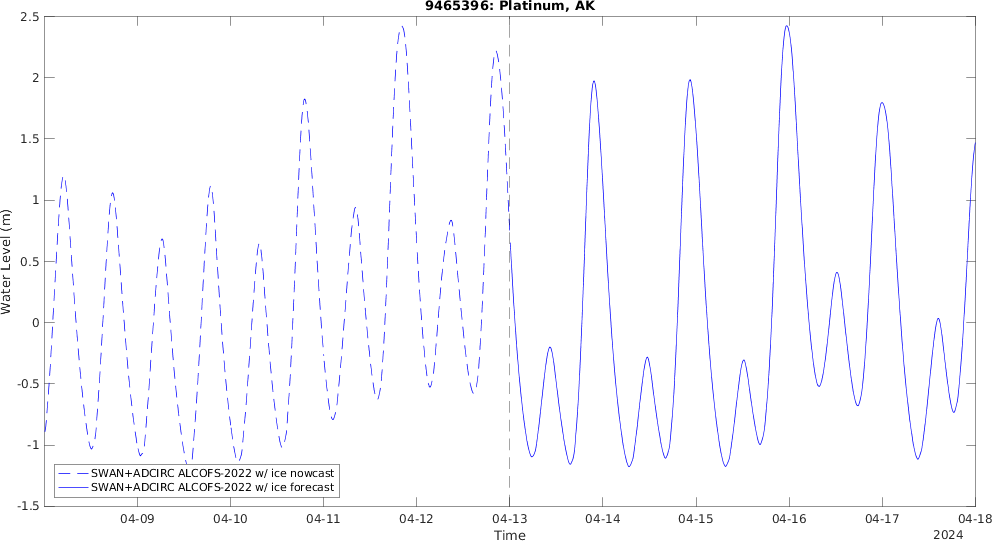 9465396: Platinum, AK
2.5
2
1.5
1
0.5
0
-0.5
-1
-1.5
Water Level (m)
SWAN+ADCIRC ALCOFS-2022 w/ ice nowcast
SWAN+ADCIRC ALCOFS-2022 w/ ice forecast
04-09 04-10 04-11 04-12 04-13 04-14 04-15 04-16 04-17 04-18
Time
2024